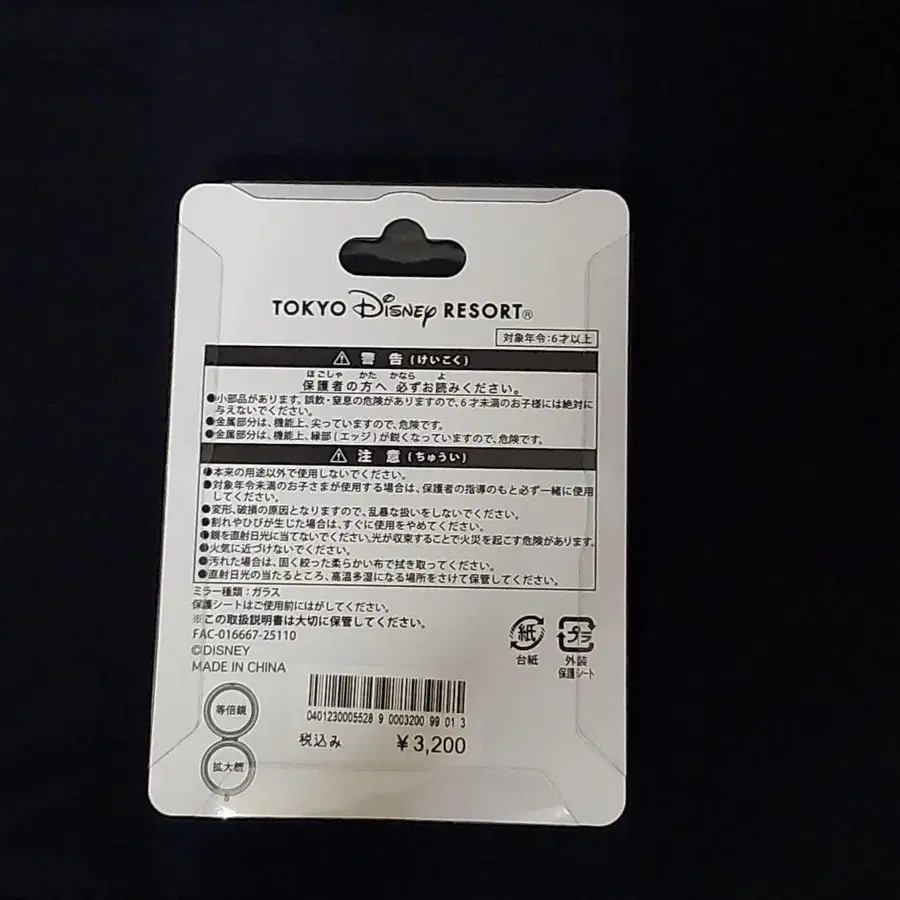 TOKYO Disney RESORT®
対象年令:6才以上
⚠ 警 告 (けいこく)
ほごしゃ かた かなら よ
保護者の方へ 必ずお読みください。
●小部品があります。誤飲・窒息の危険がありますので、6才未満のお子様には絶対に
与えないでください。
●金属部分は、機能上、尖っていますので、危険です。
●金属部分は、機能上、縁部(エッジ)が鋭くなっていますので、危険です。
⚠ 注 意 (ちゅうい)
●本来の用途以外で使用しないでください。
●対象年令未満のお子さまが使用する場合は、保護者の指導のもと必ず一緒に使用
してください。
●変形、破損の原因となりますので、乱暴な扱いをしないでください。
●割れやひびが生じた場合は、すぐに使用をやめてください。
●鏡を直射日光に当てないでください。光が収束することで火災を起こす危険があります。
●火気に近づけないでください。
●汚れた場合は、固く絞った柔らかい布で拭き取ってください。
●直射日光の当たるところ、高温多湿になる場所をさけて保管してください。
ミラー種類:ガラス
保護シートはご使用前にはがしてください。
※この取扱説明書は大切に保管してください。
FAC-016667-25110
©DISNEY
MADE IN CHINA
紙
台紙
プラ
外装
保護シート
等倍鏡
拡大鏡
0401230005528 9 0003200 99 01 3
税込み ¥3,200